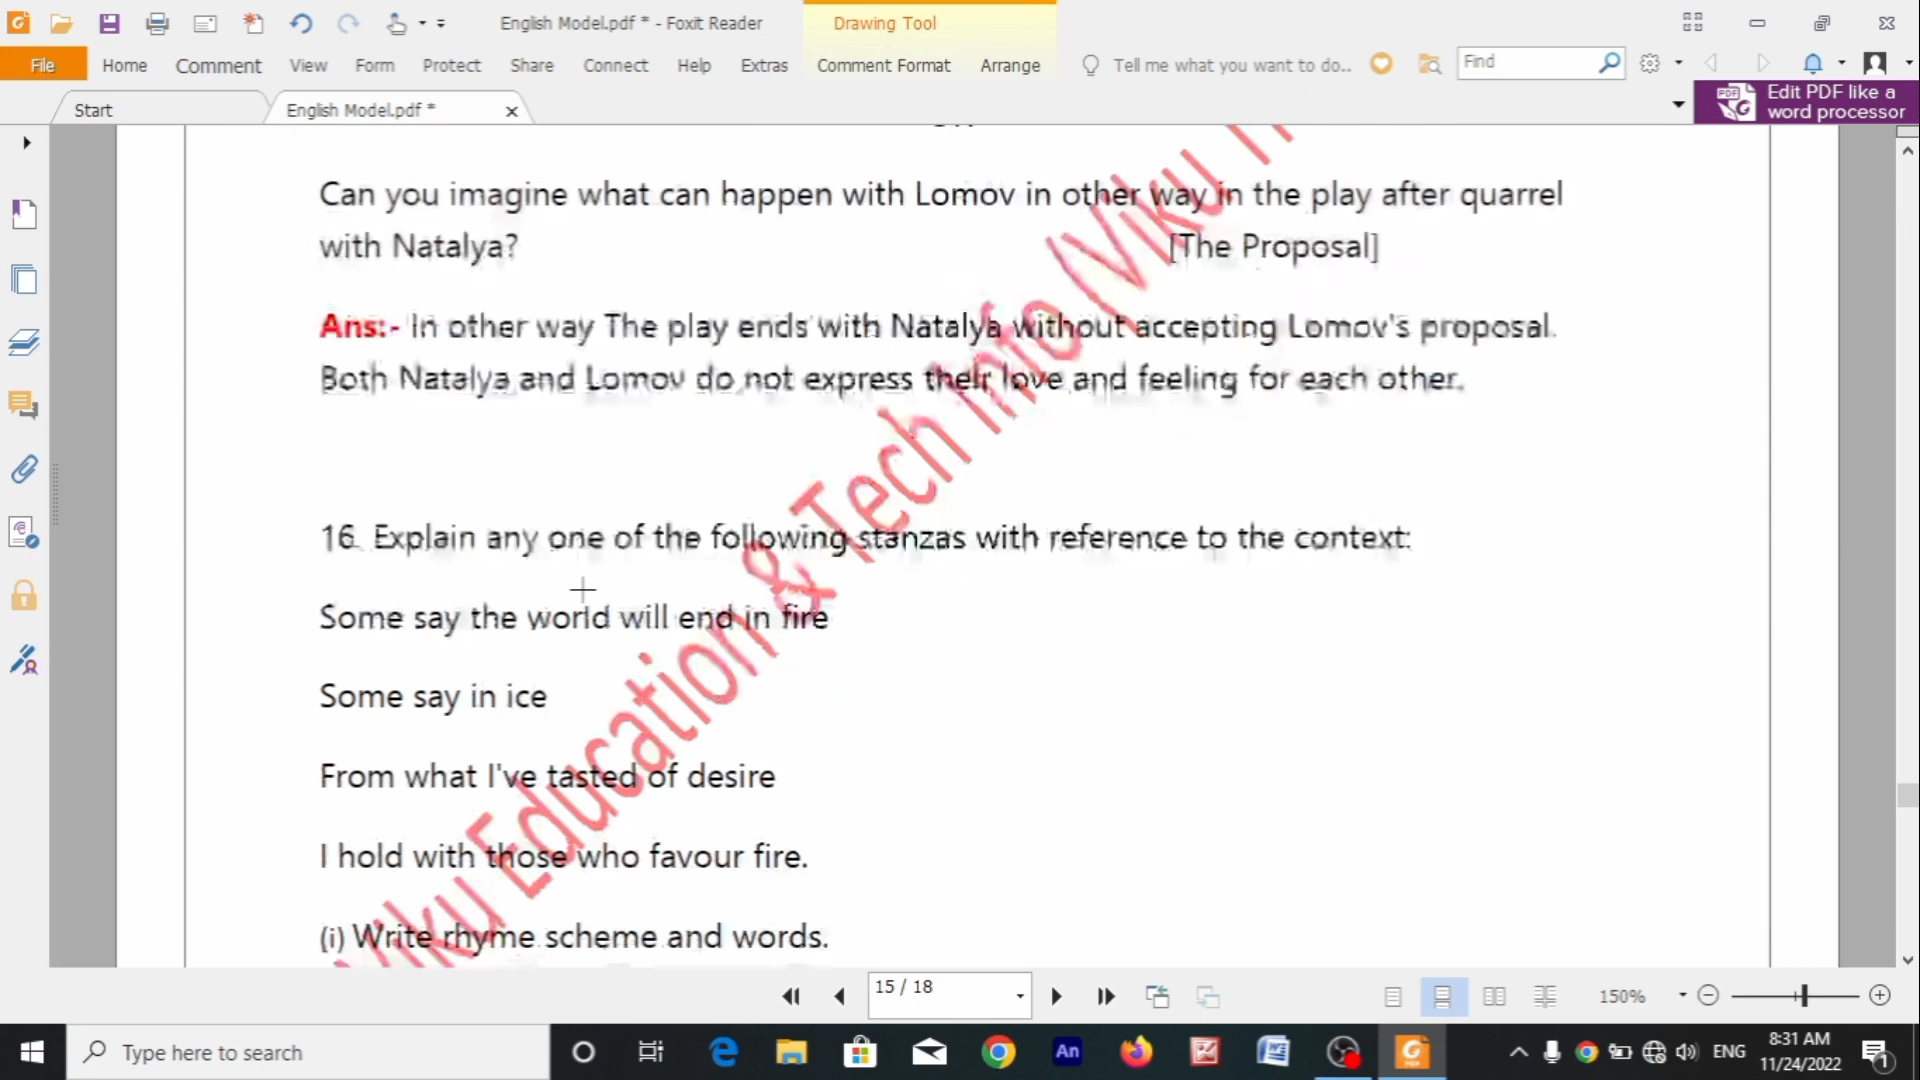 English Model.pdf * - Foxit Reader
Drawing Tool
File Home Comment View Form Protect Share Connect Help Extras Comment Format Arrange Tell me what you want to do.. Find
Start English Model.pdf *
Edit PDF like a
word processor
Can you imagine what can happen with Lomov in other way in the play after quarrel
with Natalya? [The Proposal]
Ans:- In other way The play ends with Natalya without accepting Lomov's proposal.
Both Natalya and Lomov do not express their love and feeling for each other.
16. Explain any one of the following stanzas with reference to the context:
Some say the world will end in fire
Some say in ice
From what I've tasted of desire
I hold with those who favour fire.
(i) Write rhyme scheme and words.
Viku Education & Tech Info (Viku
15 / 18
150%
Type here to search
An
ENG
8:31 AM
11/24/2022
1